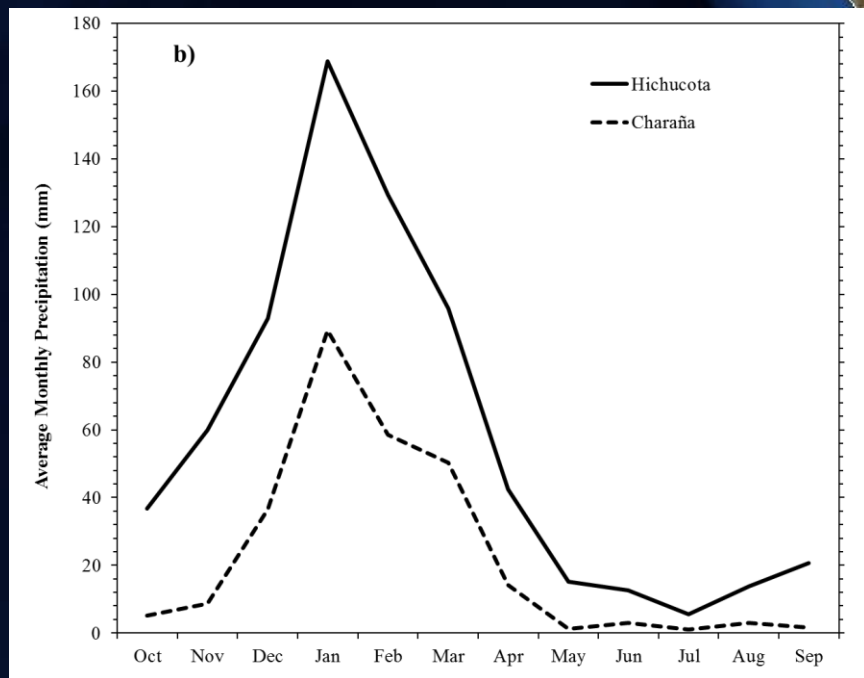 b)
Hichucota
Charaña
Average Monthly Precipitation (mm)
180
160
140
120
100
80
60
40
20
0
Oct Nov Dec Jan Feb Mar Apr May Jun Jul Aug Sep